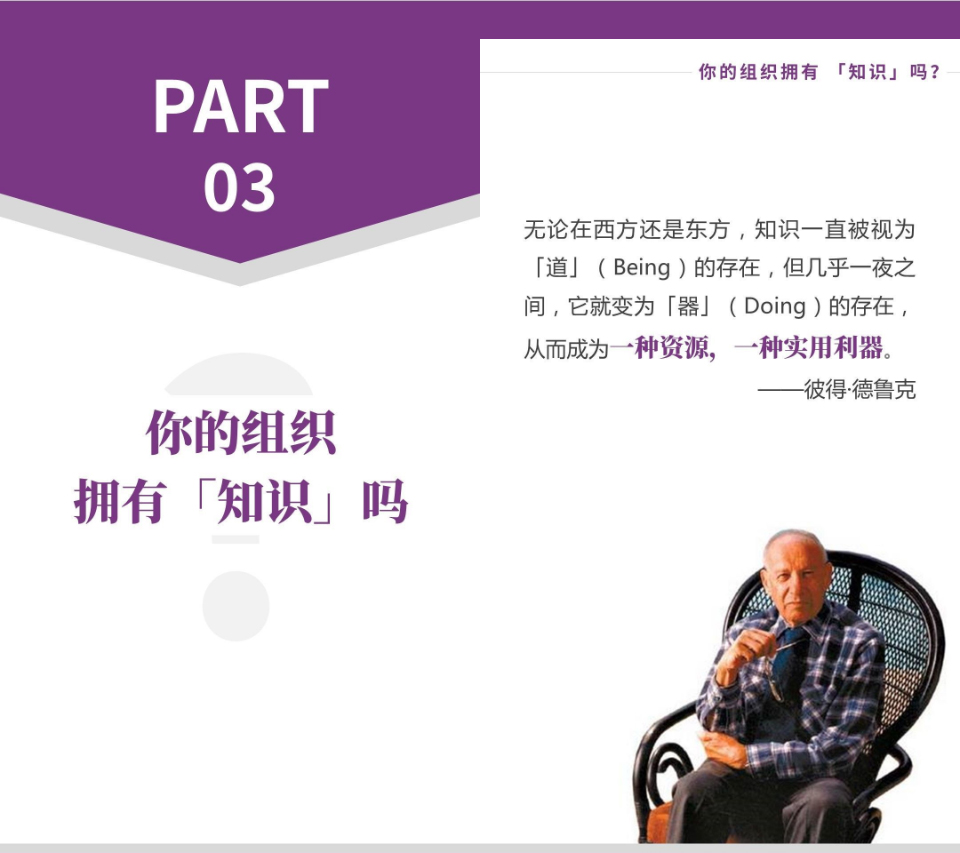 PART
03
你的组织
拥有「知识」吗
你的组织拥有 「知识」吗？
无论在西方还是东方，知识一直被视为
「道」（Being）的存在，但几乎一夜之
间，它就变为「器」（Doing）的存在，
从而成为一种资源，一种实用利器。
——彼得·德鲁克